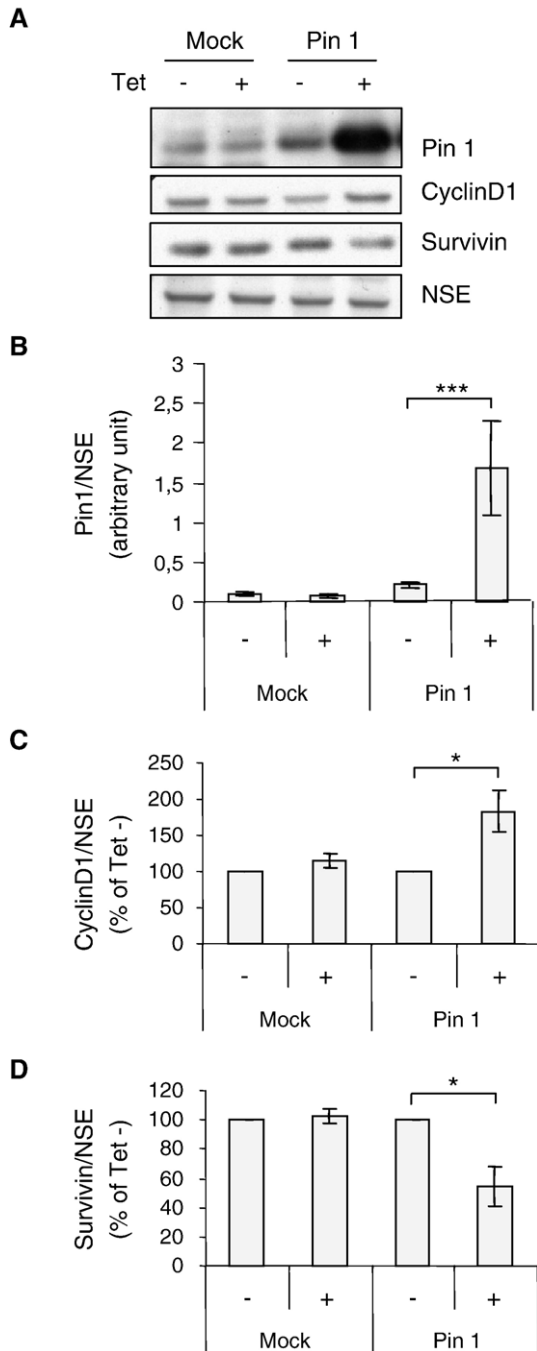 A
Mock Pin 1
Tet - + - +
Pin 1
CyclinD1
Survivin
NSE
B
Pin1/NSE
(arbitrary unit)
3
2,5
2
1,5
1
0,5
0
***
- + - +
Mock Pin 1
C
CyclinD1/NSE
(% of Tet -)
250
200
150
100
50
0
*
- + - +
Mock Pin 1
D
Survivin/NSE
(% of Tet -)
120
100
80
60
40
20
0
*
- + - +
Mock Pin 1